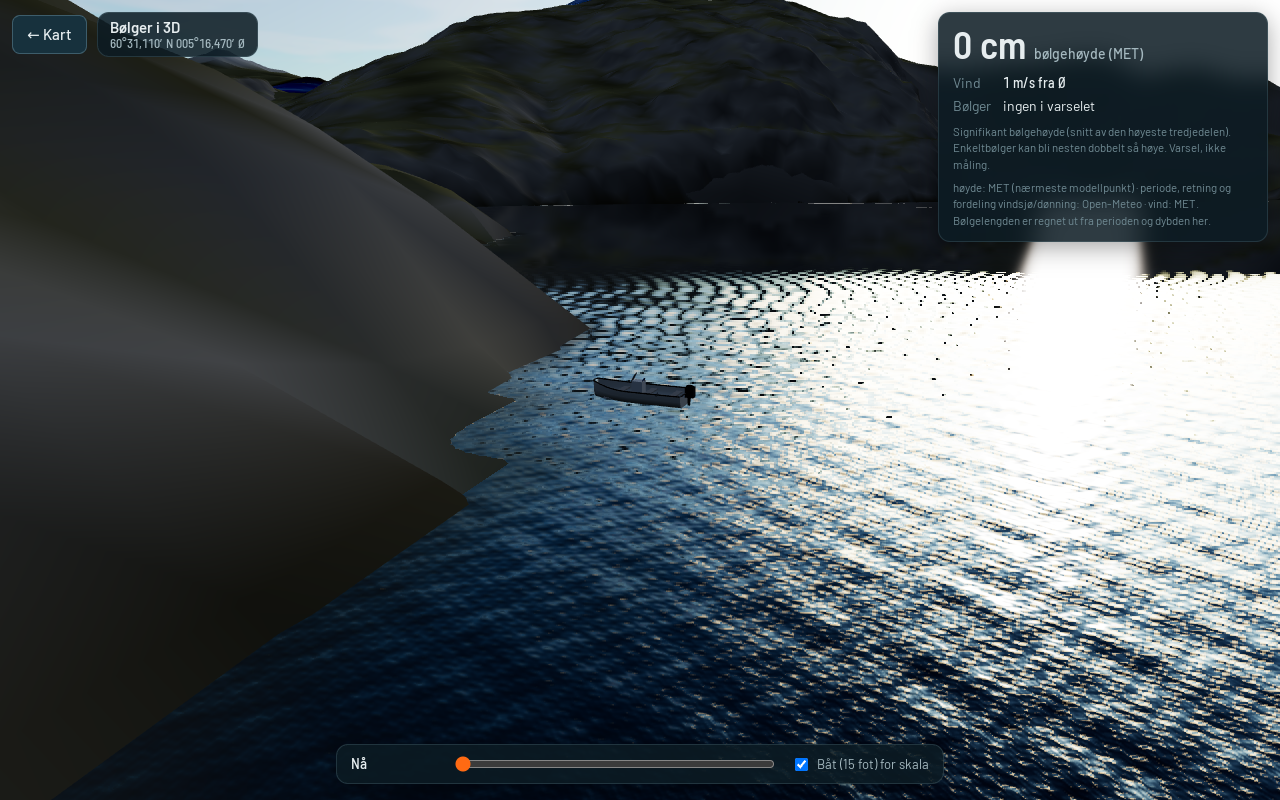 ← Kart
Bølger i 3D
60°31,110′ N 005°16,470′ Ø
0 cm bølgehøyde (MET)
Vind 1 m/s fra Ø
Bølger ingen i varselet
Signifikant bølgehøyde (snitt av den høyeste tredjedelen).
Enkeltbølger kan bli nesten dobbelt så høye. Varsel, ikke
måling.
høyde: MET (nærmeste modellpunkt) · periode, retning og
fordeling vindsjø/dønning: Open-Meteo · vind: MET.
Bølgelengden er regnet ut fra perioden og dybden her.
Nå
Båt (15 fot) for skala